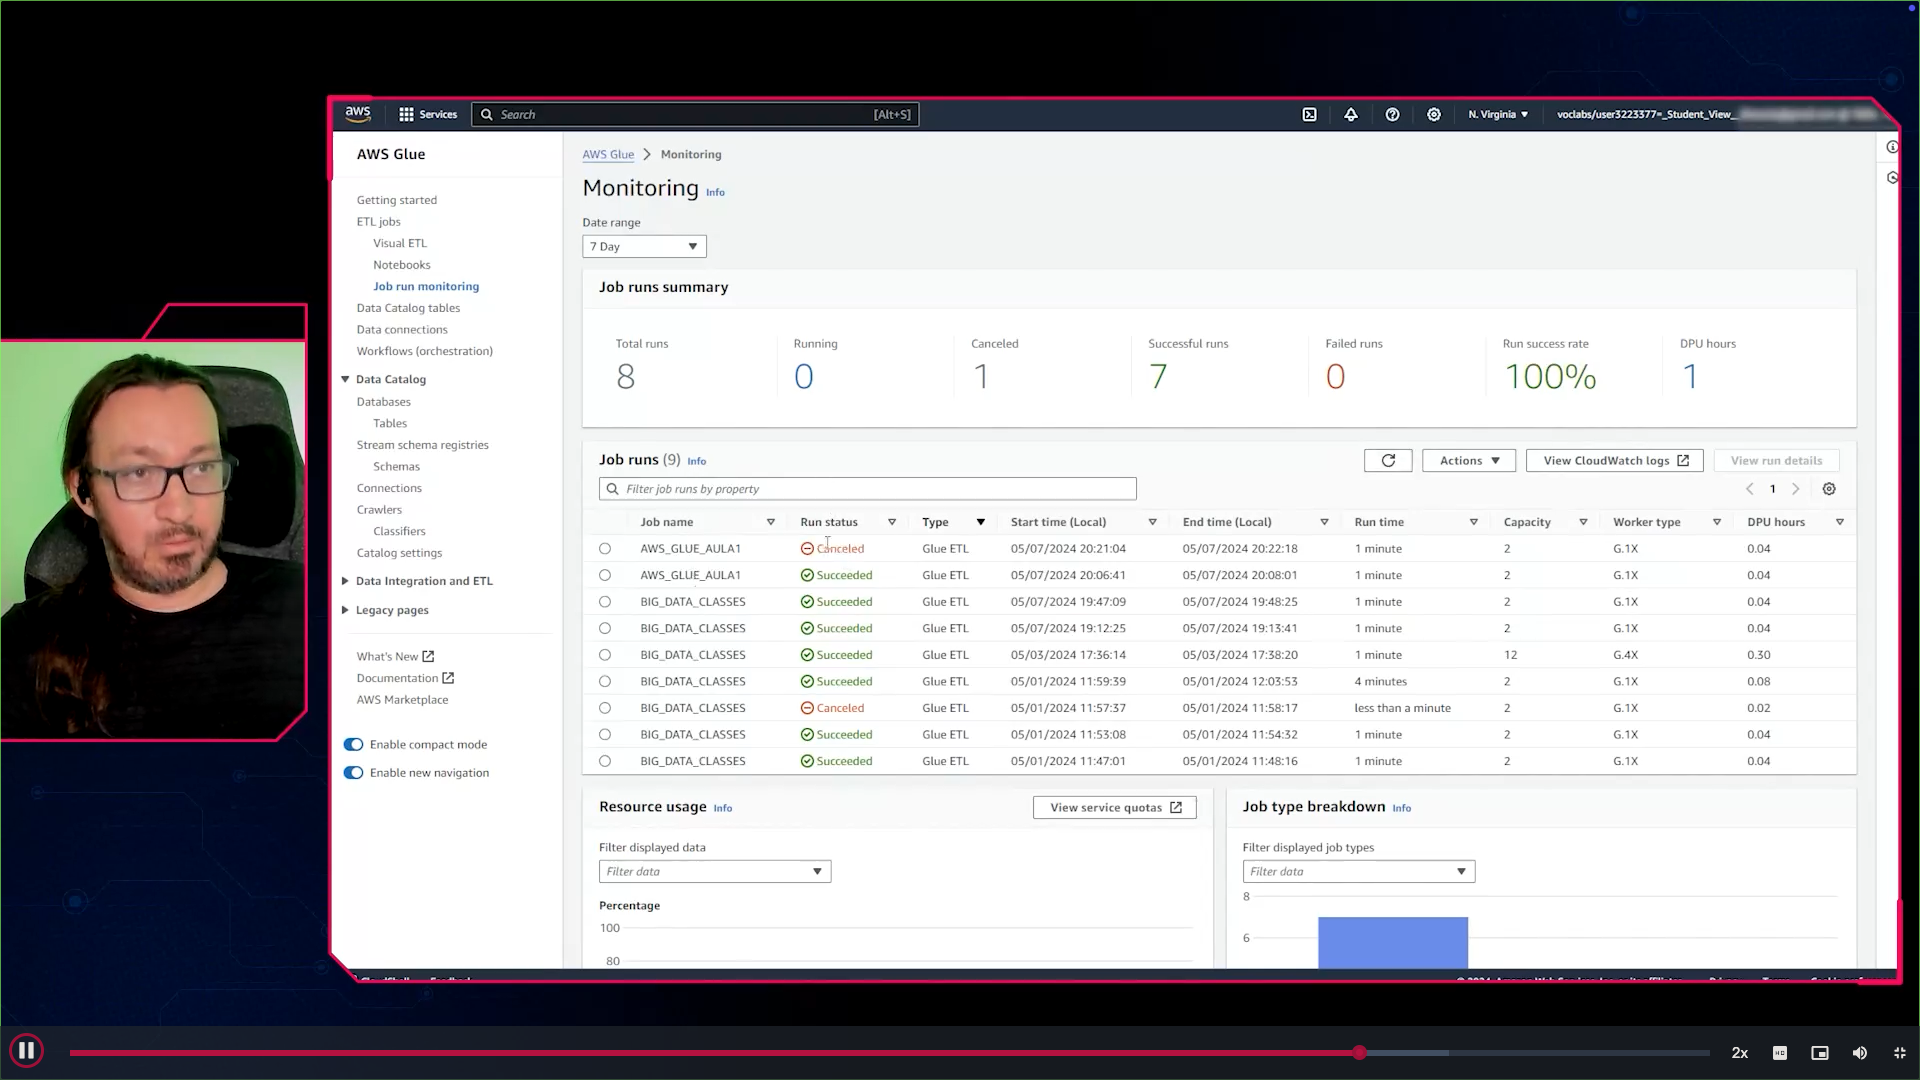 aws
Services
Search
[Alt+S]
N. Virginia
voclabs/user3223377=_Student_View_
AWS Glue
Getting started
ETL jobs
Visual ETL
Notebooks
Job run monitoring
Data Catalog tables
Data connections
Workflows (orchestration)
Data Catalog
Databases
Tables
Stream schema registries
Schemas
Connections
Crawlers
Classifiers
Catalog settings
Data Integration and ETL
Legacy pages
What's New
Documentation
AWS Marketplace
Enable compact mode
Enable new navigation
AWS Glue > Monitoring
Monitoring Info
Date range
7 Day
Job runs summary
Total runs Running Canceled Successful runs Failed runs Run success rate DPU hours
8 0 1 7 0 100% 1
Job runs (9) Info
Actions
View CloudWatch logs
View run details
Filter job runs by property
1
Job name Run status Type Start time (Local) End time (Local) Run time Capacity Worker type DPU hours
AWS_GLUE_AULA1 Canceled Glue ETL 05/07/2024 20:21:04 05/07/2024 20:22:18 1 minute 2 G.1X 0.04
AWS_GLUE_AULA1 Succeeded Glue ETL 05/07/2024 20:06:41 05/07/2024 20:08:01 1 minute 2 G.1X 0.04
BIG_DATA_CLASSES Succeeded Glue ETL 05/07/2024 19:47:09 05/07/2024 19:48:25 1 minute 2 G.1X 0.04
BIG_DATA_CLASSES Succeeded Glue ETL 05/07/2024 19:12:25 05/07/2024 19:13:41 1 minute 2 G.1X 0.04
BIG_DATA_CLASSES Succeeded Glue ETL 05/03/2024 17:36:14 05/03/2024 17:38:20 1 minute 12 G.4X 0.30
BIG_DATA_CLASSES Succeeded Glue ETL 05/01/2024 11:59:39 05/01/2024 12:03:53 4 minutes 2 G.1X 0.08
BIG_DATA_CLASSES Canceled Glue ETL 05/01/2024 11:57:37 05/01/2024 11:58:17 less than a minute 2 G.1X 0.02
BIG_DATA_CLASSES Succeeded Glue ETL 05/01/2024 11:53:08 05/01/2024 11:54:32 1 minute 2 G.1X 0.04
BIG_DATA_CLASSES Succeeded Glue ETL 05/01/2024 11:47:01 05/01/2024 11:48:16 1 minute 2 G.1X 0.04
Resource usage Info
View service quotas
Filter displayed data
Filter data
Percentage
100
80
Job type breakdown Info
Filter displayed job types
Filter data
8
6
2x